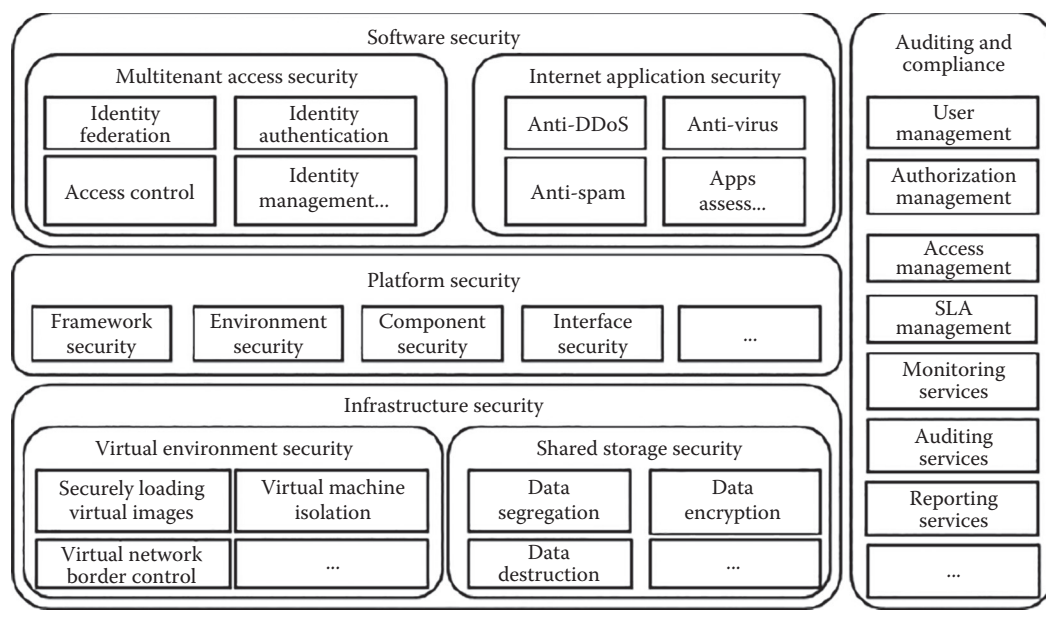 Software security
Multitenant access security
Identity
federation
Identity
authentication
Access control
Identity
management...
Internet application security
Anti-DDoS
Anti-virus
Anti-spam
Apps
assess...
Platform security
Framework
security
Environment
security
Component
security
Interface
security
...
Infrastructure security
Virtual environment security
Securely loading
virtual images
Virtual machine
isolation
Virtual network
border control
...
Shared storage security
Data
segregation
Data
encryption
Data
destruction
...
Auditing and
compliance
User
management
Authorization
management
Access
management
SLA
management
Monitoring
services
Auditing
services
Reporting
services
...